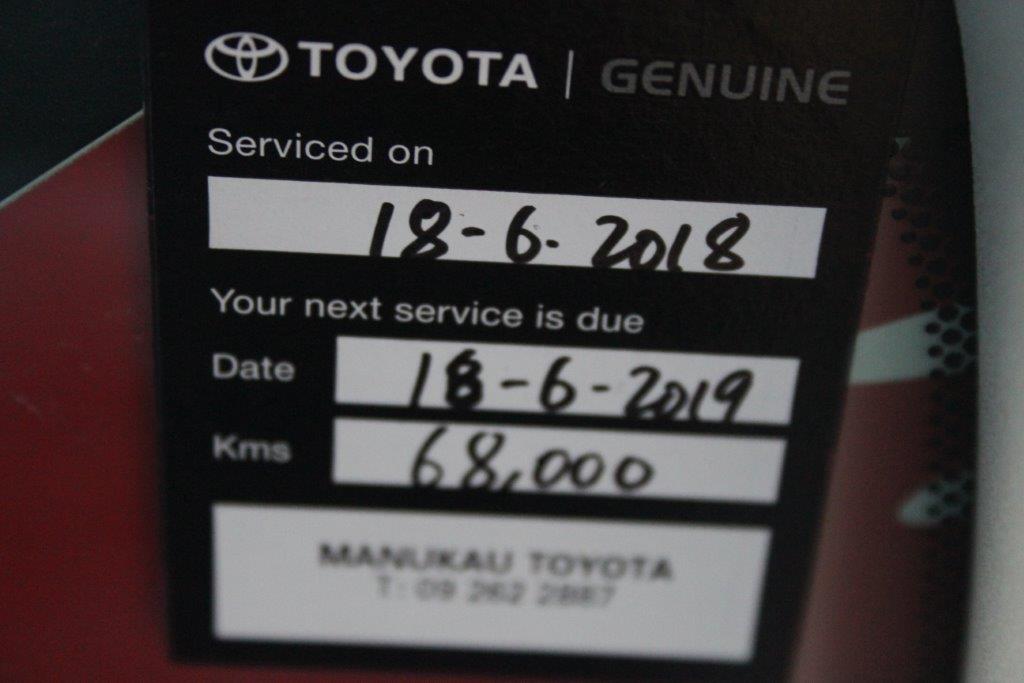 TOYOTA | GENUINE
Serviced on
18-6-2018
Your next service is due
Date 18-6-2019
Kms 68,000
MANUKAU TOYOTA
T: 09 262 2887